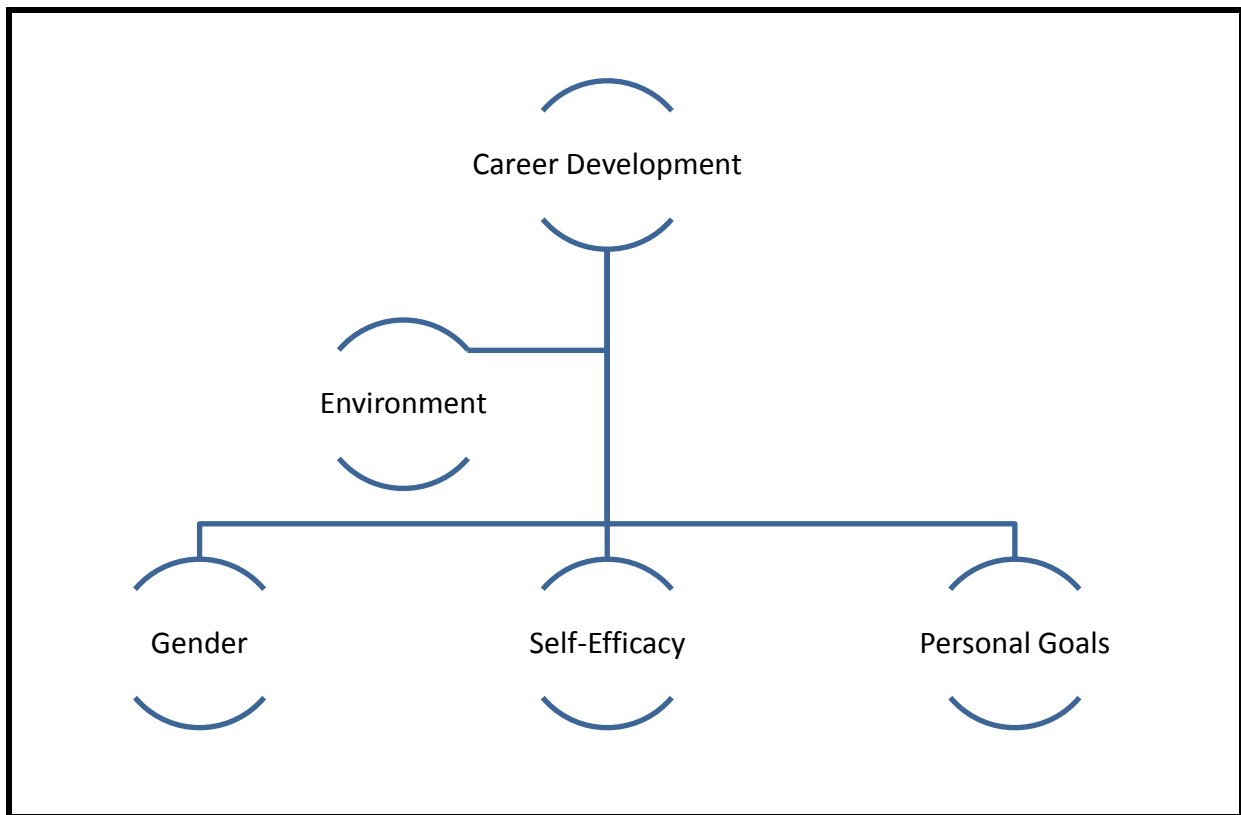 Career Development
Environment
Gender
Self-Efficacy
Personal Goals